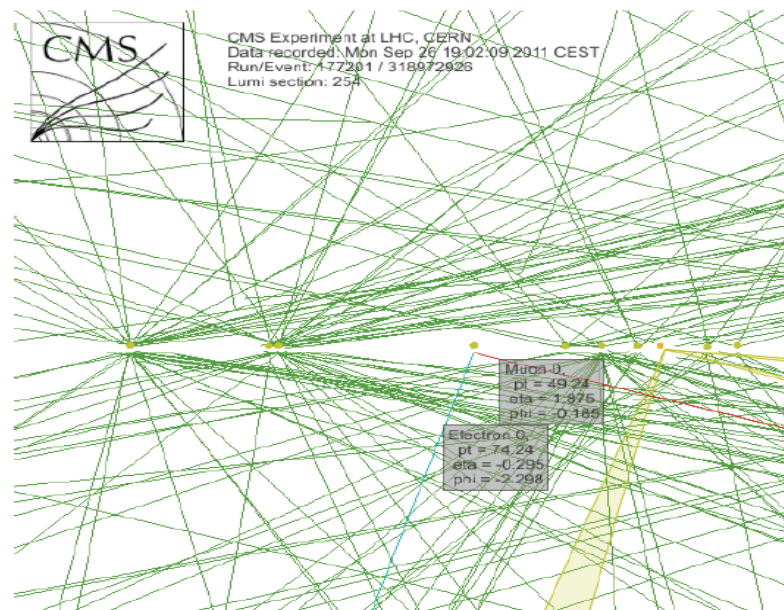 CMS
CMS Experiment at LHC, CERN
Data recorded: Mon Sep 26 19:02:09 2011 CEST
Run/Event: 177201 / 318972926
Lumi section: 254
Muon 0,
pt = 49.24
eta = 1.875
phi = -0.185
Electron 0,
pt = 74.24
eta = -0.295
phi = -2.298